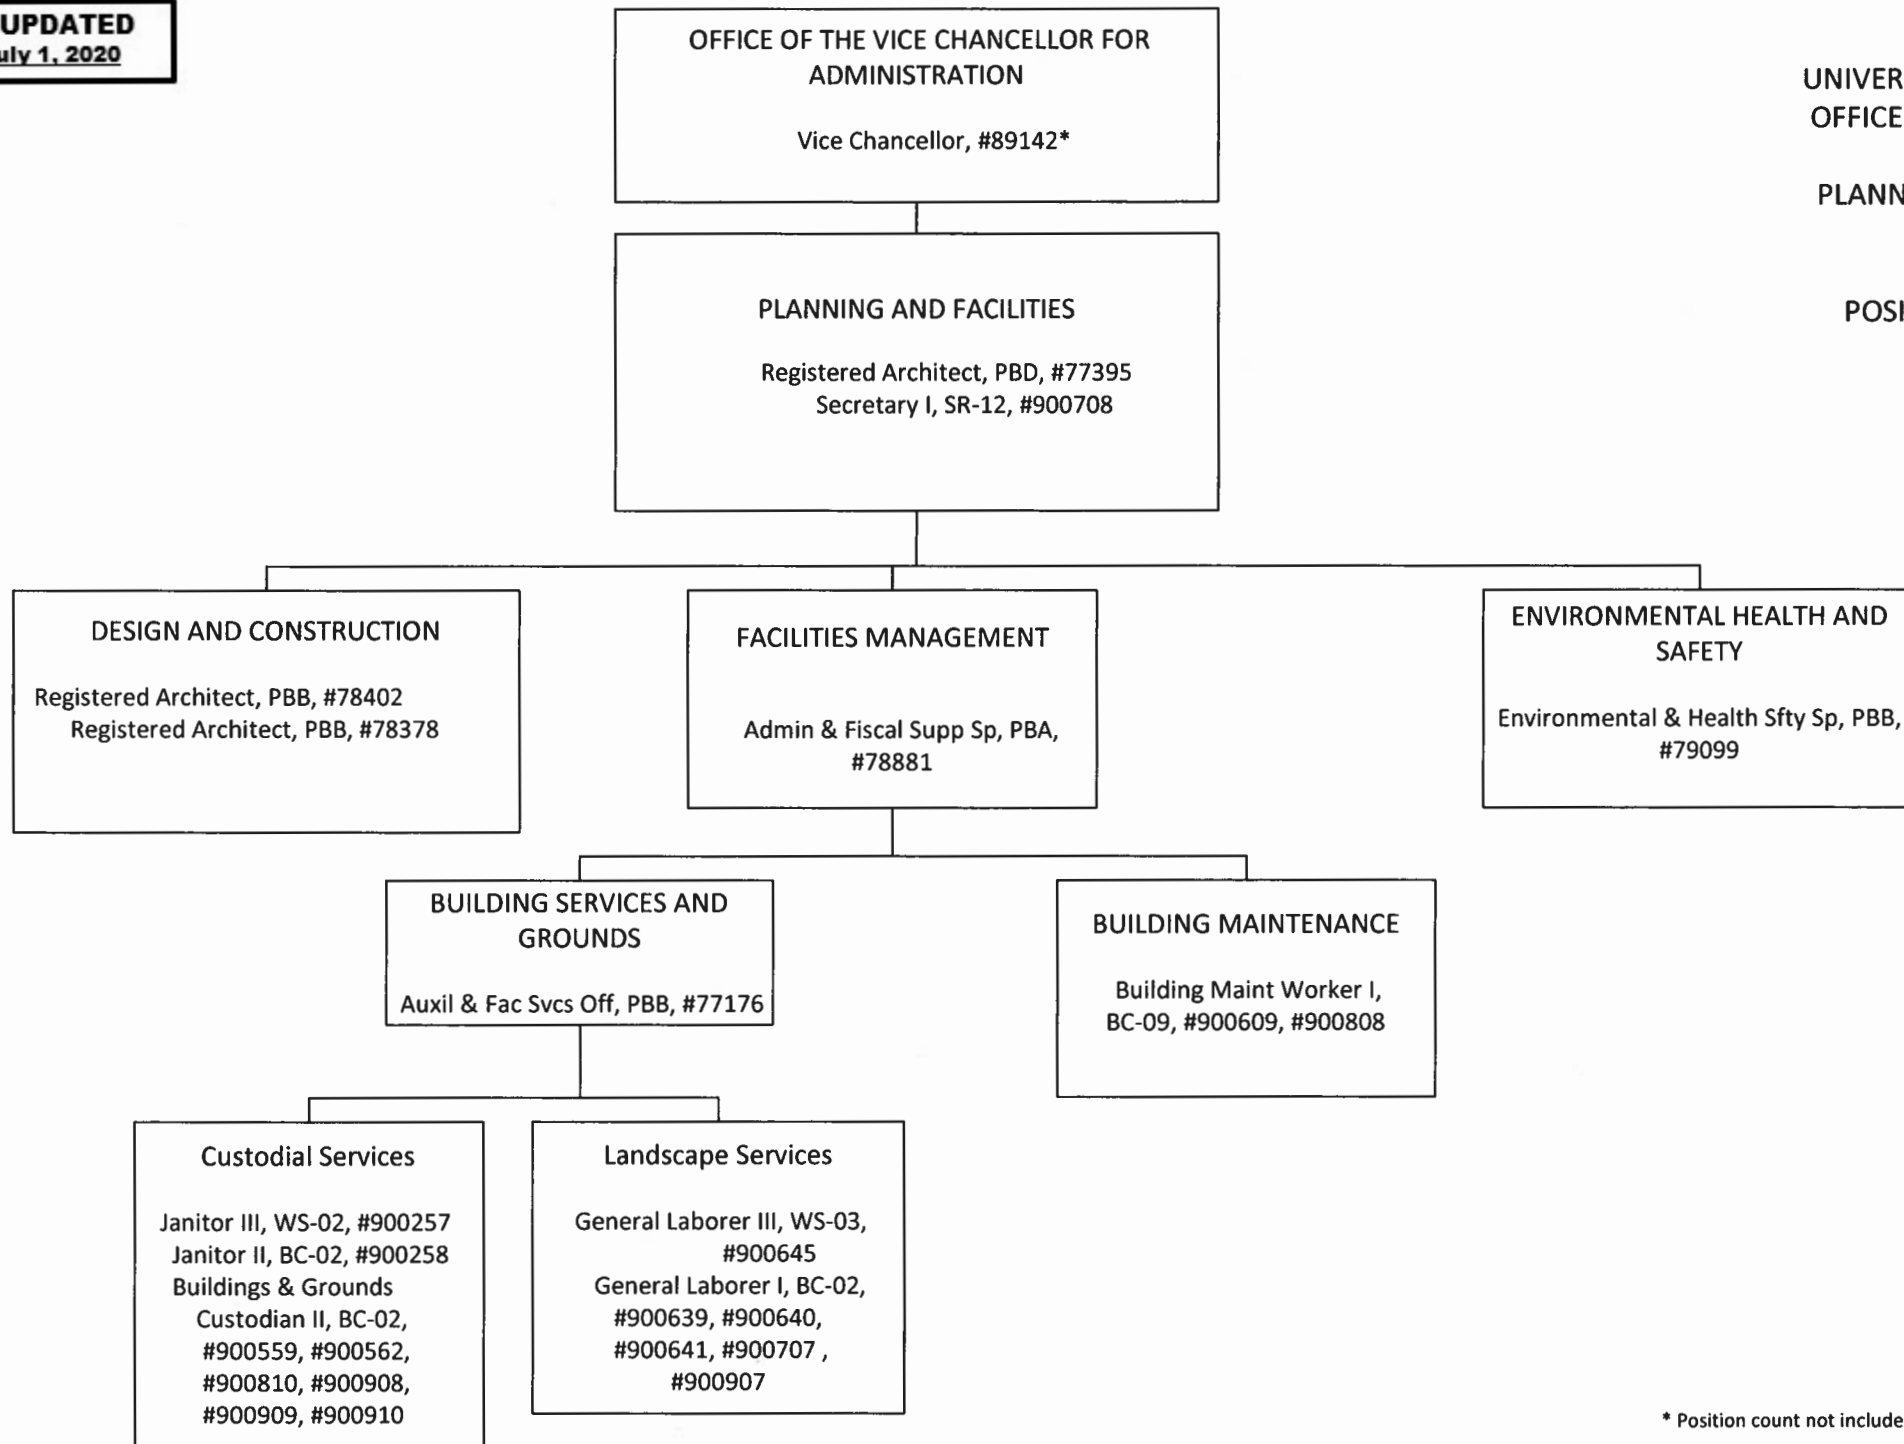 UPDATED
uly 1, 2020
OFFICE OF THE VICE CHANCELLOR FOR
ADMINISTRATION
Vice Chancellor, #89142*
UNIVER
OFFICE
PLANN
POSI
PLANNING AND FACILITIES
Registered Architect, PBD, #77395
Secretary I, SR-12, #900708
DESIGN AND CONSTRUCTION
Registered Architect, PBB, #78402
Registered Architect, PBB, #78378
FACILITIES MANAGEMENT
Admin & Fiscal Supp Sp, PBA,
#78881
ENVIRONMENTAL HEALTH AND
SAFETY
Environmental & Health Sfty Sp, PBB,
#79099
BUILDING SERVICES AND
GROUNDS
Auxil & Fac Svcs Off, PBB, #77176
BUILDING MAINTENANCE
Building Maint Worker I,
BC-09, #900609, #900808
Custodial Services
Janitor III, WS-02, #900257
Janitor II, BC-02, #900258
Buildings & Grounds
Custodian II, BC-02,
#900559, #900562,
#900810, #900908,
#900909, #900910
Landscape Services
General Laborer III, WS-03,
#900645
General Laborer I, BC-02,
#900639, #900640,
#900641, #900707 ,
#900907
* Position count not include